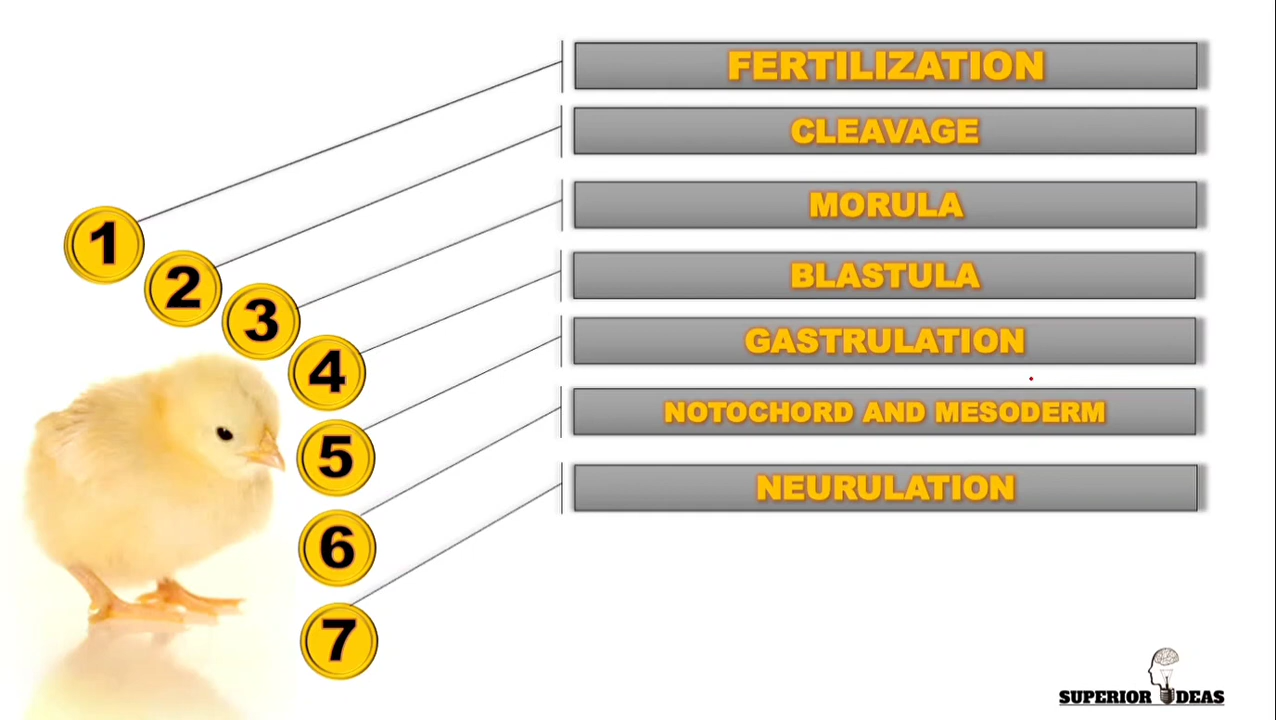 FERTILIZATION
1
CLEAVAGE
2
MORULA
3
BLASTULA
4
GASTRULATION
5
NOTOCHORD AND MESODERM
6
NEURULATION
7
SUPERIOR IDEAS